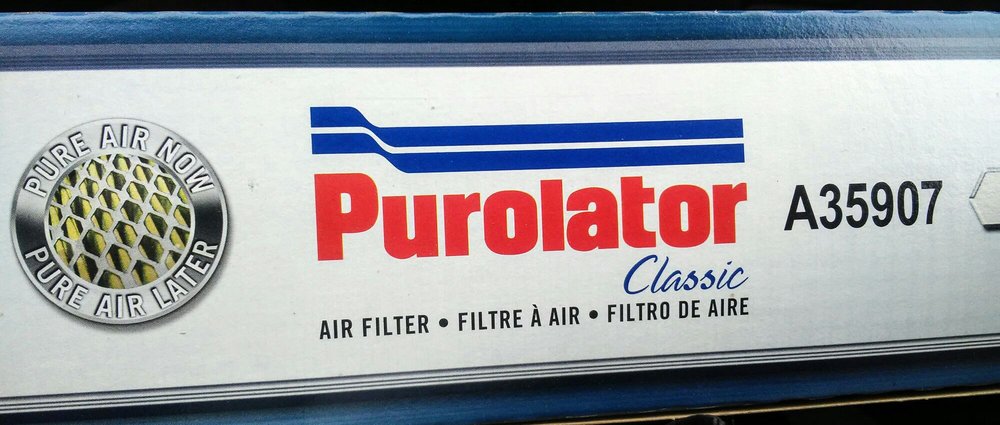 PURE AIR NOW
PURE AIR LATER
Purolator
Classic
AIR FILTER • FILTRE À AIR • FILTRO DE AIRE
A35907